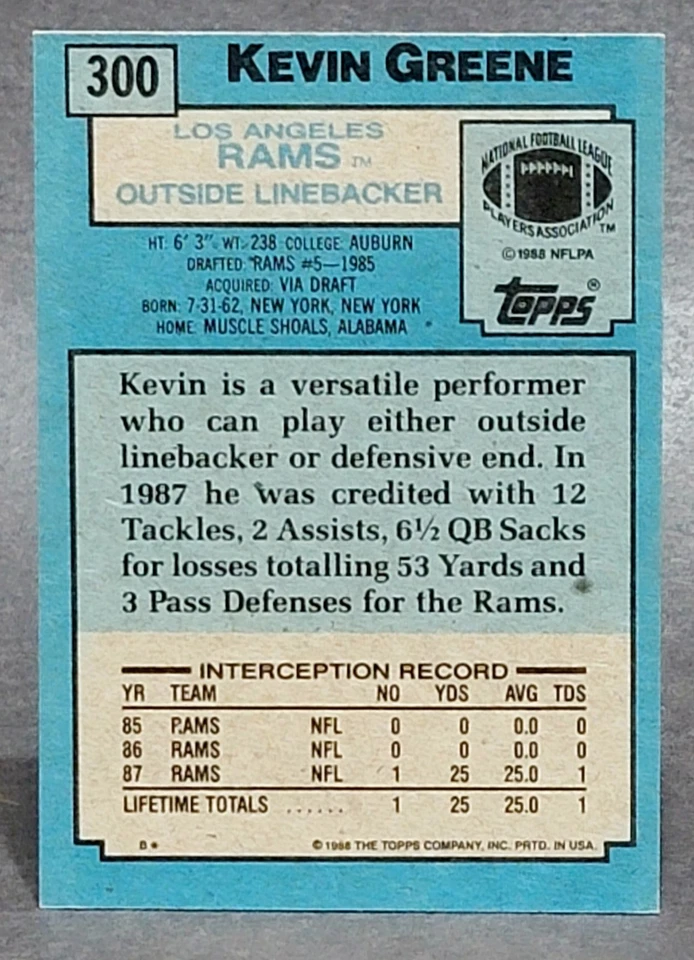 300
KEVIN GREENE
LOS ANGELES
RAMS TM
OUTSIDE LINEBACKER
NATIONAL FOOTBALL LEAGUE
PLAYERS ASSOCIATION TM
© 1988 NFLPA
topps ®
HT: 6' 3" WT: 238 COLLEGE: AUBURN
DRAFTED: RAMS #5—1985
ACQUIRED: VIA DRAFT
BORN: 7-31-62, NEW YORK, NEW YORK
HOME: MUSCLE SHOALS, ALABAMA
Kevin is a versatile performer
who can play either outside
linebacker or defensive end. In
1987 he was credited with 12
Tackles, 2 Assists, 6½ QB Sacks
for losses totalling 53 Yards and
3 Pass Defenses for the Rams.
INTERCEPTION RECORD
YR TEAM NO YDS AVG TDS
85 RAMS NFL 0 0 0.0 0
86 RAMS NFL 0 0 0.0 0
87 RAMS NFL 1 25 25.0 1
LIFETIME TOTALS ...... 1 25 25.0 1
B* © 1988 THE TOPPS COMPANY, INC. PRTD. IN USA.